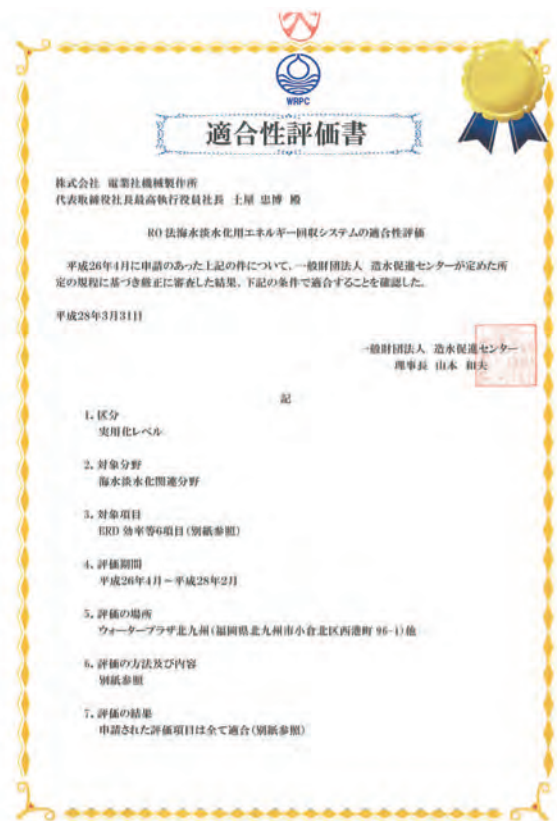 WRPC
適合性評価書
株式会社 電業社機械製作所
代表取締役社長最高執行役員社長 土屋 忠博 殿
RO法海水淡水化用エネルギー回収システムの適合性評価
平成26年4月に申請のあった上記の件について、一般財団法人 造水促進センターが定めた所
定の規程に基づき厳正に審査した結果、下記の条件で適合することを確認した。
平成28年3月31日
一般財団法人 造水促進センター
理事長 山本 和夫
記
1. 区分
実用化レベル
2. 対象分野
海水淡水化関連分野
3. 対象項目
ERD 効率等6項目(別紙参照)
4. 評価期間
平成26年4月～平成28年2月
5. 評価の場所
ウォータープラザ北九州(福岡県北九州市小倉北区西港町 96-1)他
6. 評価の方法及び内容
別紙参照
7. 評価の結果
申請された評価項目は全て適合(別紙参照)